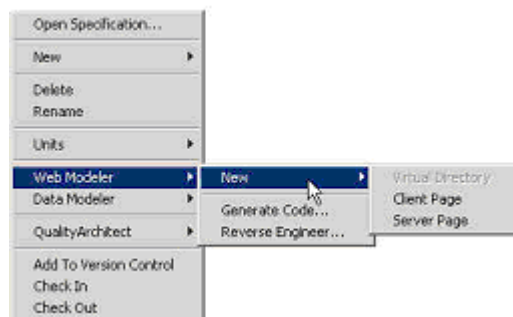 Open Specification...
New
Delete
Rename
Units
Web Modeler
Data Modeler
QualityArchitect
Add To Version Control
Check In
Check Out
New
Generate Code...
Reverse Engineer...
Virtual Directory
Client Page
Server Page